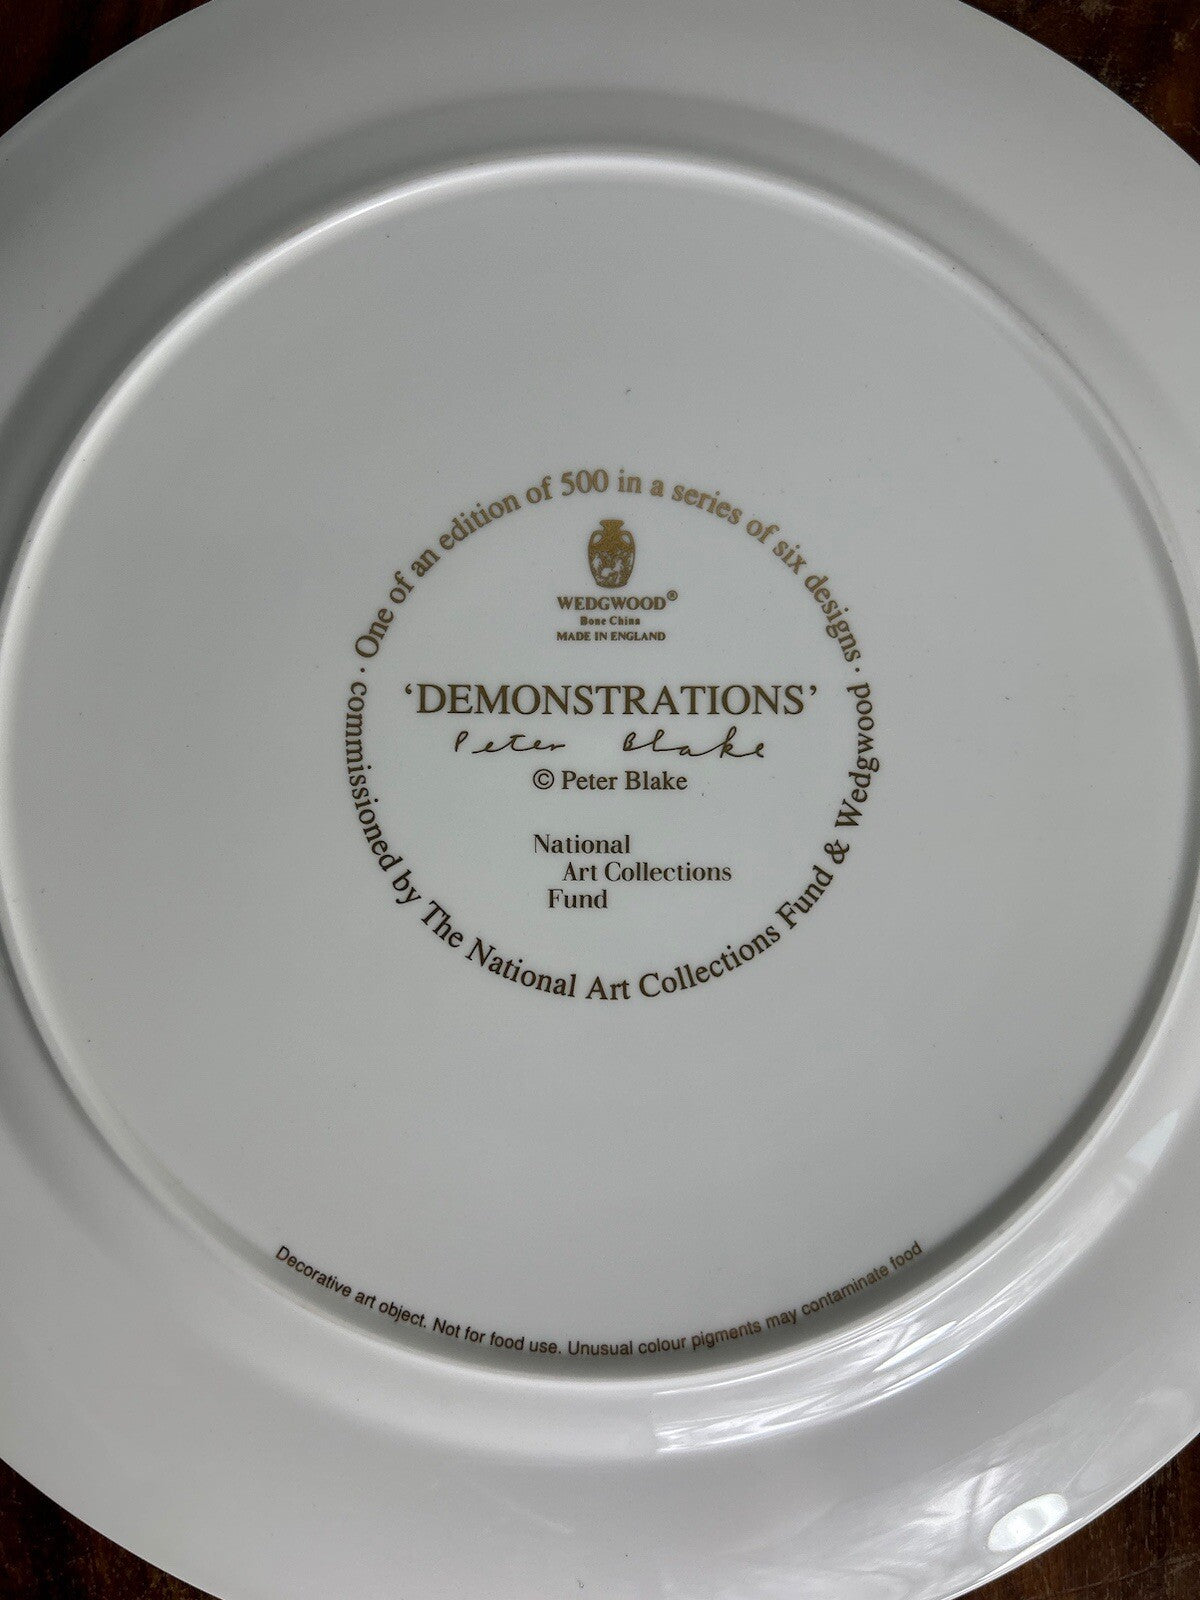 · One of an edition of 500 in a series of six designs ·
commissioned by The National Art Collections Fund & Wedgwood
WEDGWOOD®
Bone China
MADE IN ENGLAND
‘DEMONSTRATIONS’
Peter Blake
© Peter Blake
National
Art Collections
Fund
Decorative art object. Not for food use. Unusual colour pigments may contaminate food